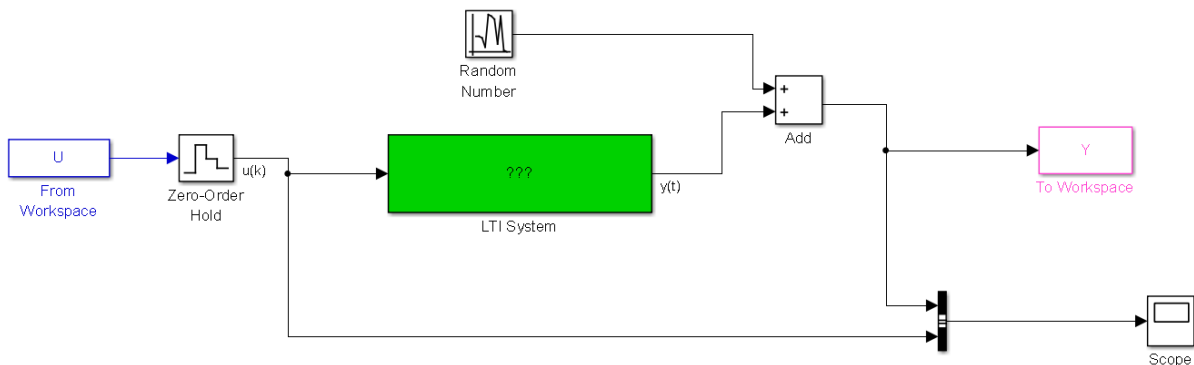 Random
Number
+
+
Add
U
From
Workspace
u(k)
Zero-Order
Hold
???
y(t)
LTI System
Y
To Workspace
Scope